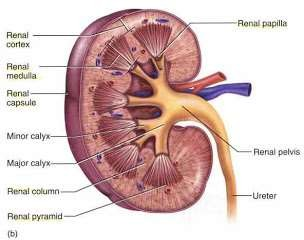 Renal
cortex
Renal
medulla
Renal
capsule
Minor calyx
Major calyx
Renal column
Renal pyramid
(b)
Renal papilla
Renal pelvis
Ureter